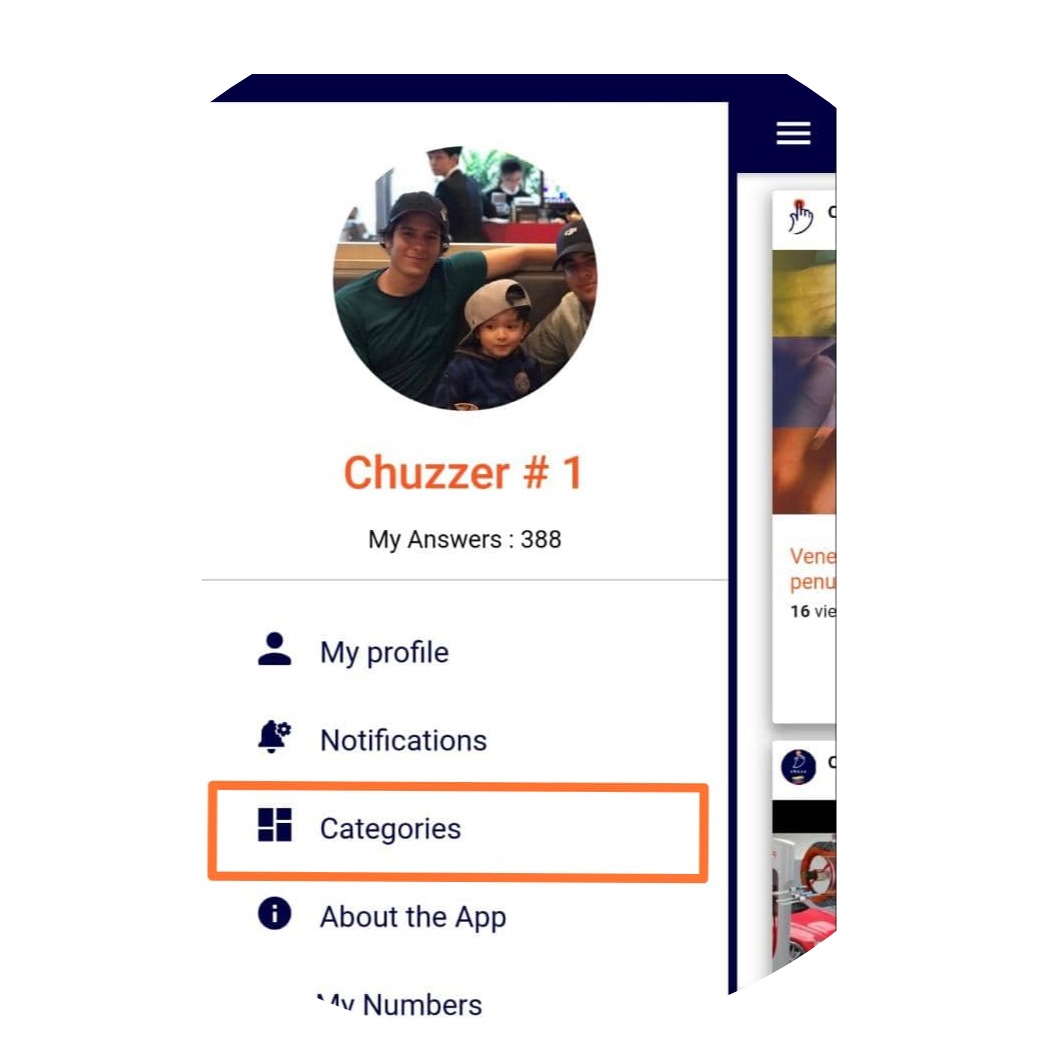 Chuzzer # 1
My Answers : 388
My profile
Notifications
Categories
About the App
My Numbers
Vene
penu
16 vie